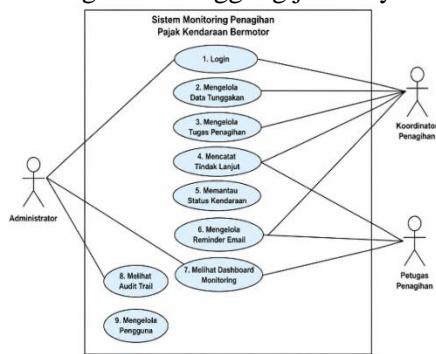 Sistem Monitoring Penagihan
Pajak Kendaraan Bermotor
1. Login
2. Mengelola
Data Tunggakan
3. Mengelola
Tugas Penagihan
4. Mencatat
Tindak Lanjut
5. Memantau
Status Kendaraan
6. Mengelola
Reminder Email
7. Melihat Dashboard
Monitoring
8. Melihat
Audit Trail
9. Mengelola
Pengguna
Administrator
Koordinator
Penagihan
Petugas
Penagihan